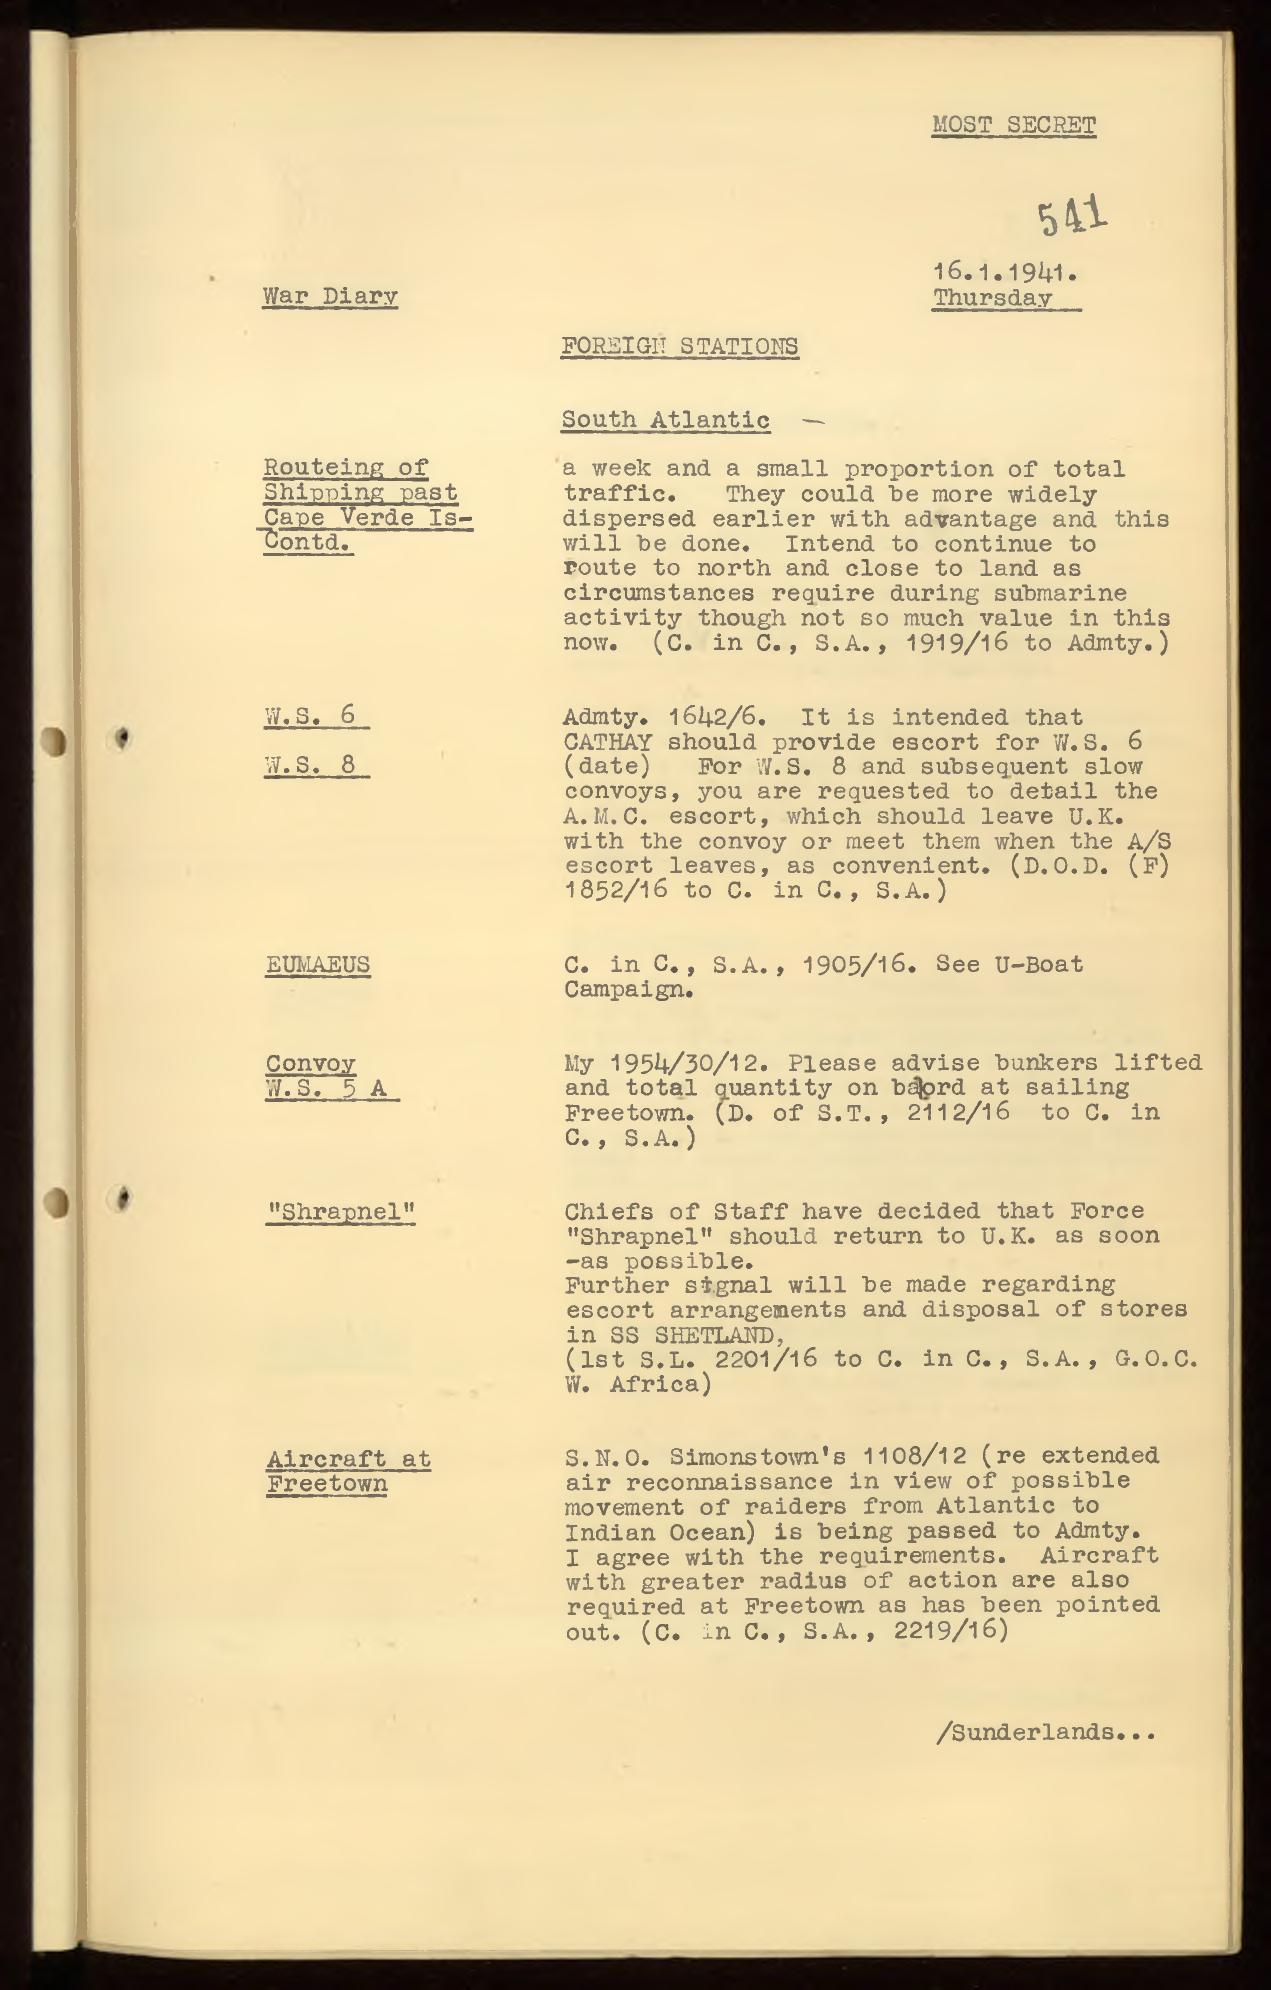 MOST SECRET
541
16.1.1941.
War Diary
Thursday
FOREIGN STATIONS
South Atlantic —
Routeing of
Shipping past
Cape Verde Is-
Contd.
a week and a small proportion of total
traffic. They could be more widely
dispersed earlier with advantage and this
will be done. Intend to continue to
route to north and close to land as
circumstances require during submarine
activity though not so much value in this
now. (C. in C., S.A., 1919/16 to Admty.)
W.S. 6
W.S. 8
Admty. 1642/6. It is intended that
CATHAY should provide escort for W.S. 6
(date) For W.S. 8 and subsequent slow
convoys, you are requested to detail the
A.M.C. escort, which should leave U.K.
with the convoy or meet them when the A/S
escort leaves, as convenient. (D.O.D. (F)
1852/16 to C. in C., S.A.)
EUMAEUS
C. in C., S.A., 1905/16. See U-Boat
Campaign.
Convoy
W.S. 5 A
My 1954/30/12. Please advise bunkers lifted
and total quantity on baord at sailing
Freetown. (D. of S.T., 2112/16 to C. in
C., S.A.)
"Shrapnel"
Chiefs of Staff have decided that Force
"Shrapnel" should return to U.K. as soon
-as possible.
Further signal will be made regarding
escort arrangements and disposal of stores
in SS SHETLAND,
(1st S.L. 2201/16 to C. in C., S.A., G.O.C.
W. Africa)
Aircraft at
Freetown
S.N.O. Simonstown's 1108/12 (re extended
air reconnaissance in view of possible
movement of raiders from Atlantic to
Indian Ocean) is being passed to Admty.
I agree with the requirements. Aircraft
with greater radius of action are also
required at Freetown as has been pointed
out. (C. in C., S.A., 2219/16)
/Sunderlands...